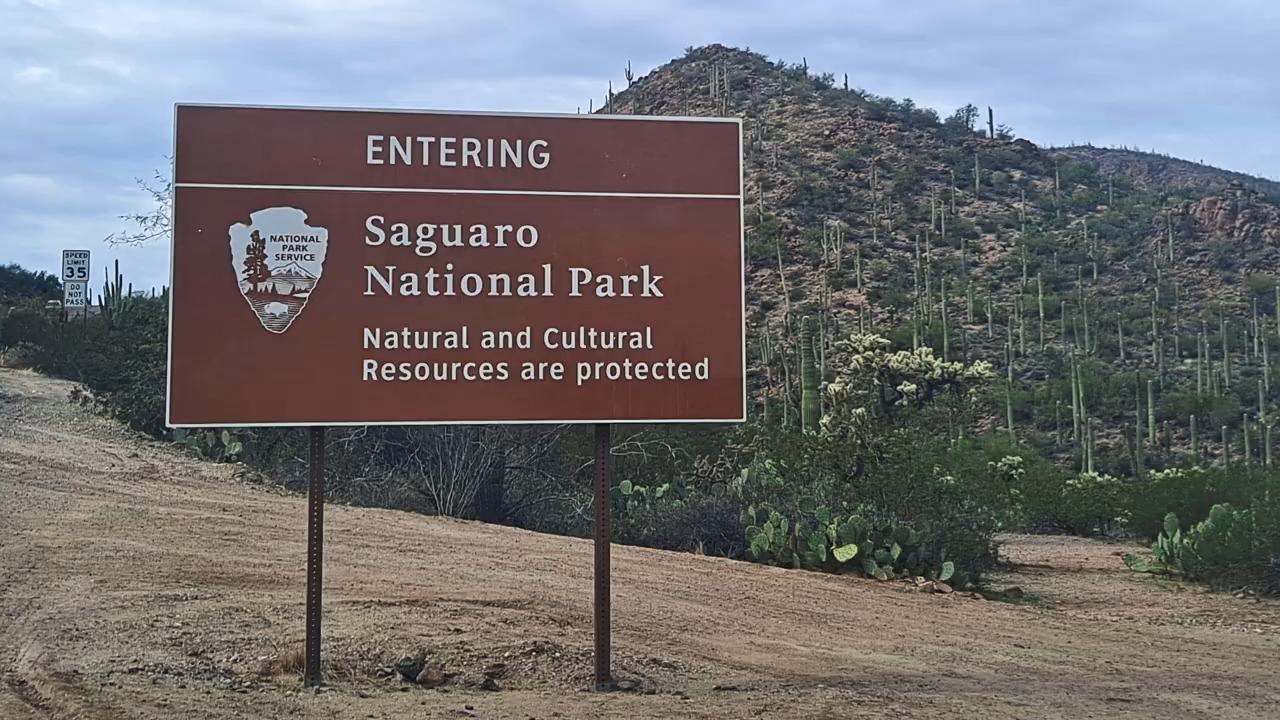 ENTERING
Saguaro
National Park
Natural and Cultural
Resources are protected
NATIONAL
PARK
SERVICE
SPEED
LIMIT
35
DO
NOT
PASS